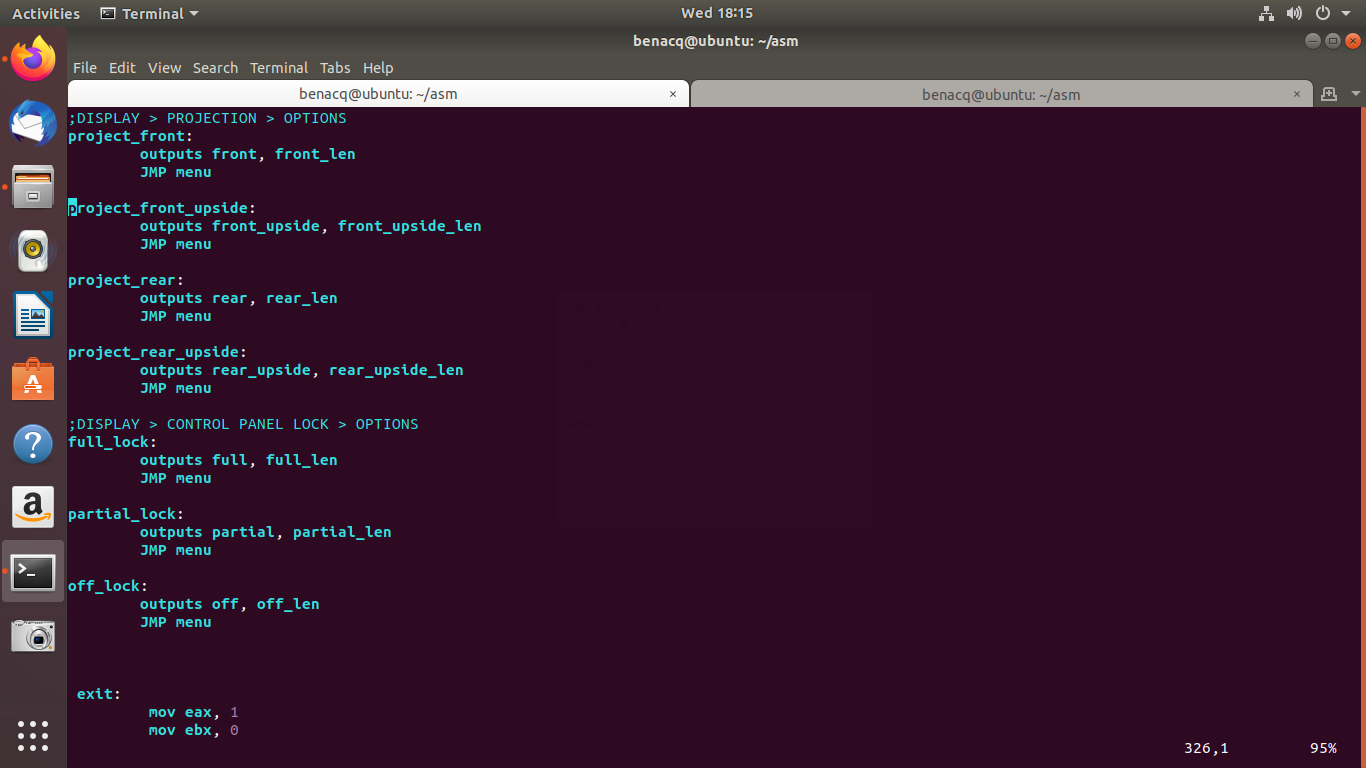 Activities Terminal Wed 18:15
benacq@ubuntu: ~/asm
File Edit View Search Terminal Tabs Help
benacq@ubuntu: ~/asm × benacq@ubuntu: ~/asm ×
;DISPLAY > PROJECTION > OPTIONS
project_front:
outputs front, front_len
JMP menu
project_front_upside:
outputs front_upside, front_upside_len
JMP menu
project_rear:
outputs rear, rear_len
JMP menu
project_rear_upside:
outputs rear_upside, rear_upside_len
JMP menu
;DISPLAY > CONTROL PANEL LOCK > OPTIONS
full_lock:
outputs full, full_len
JMP menu
partial_lock:
outputs partial, partial_len
JMP menu
off_lock:
outputs off, off_len
JMP menu
exit:
mov eax, 1
mov ebx, 0
326,1 95%